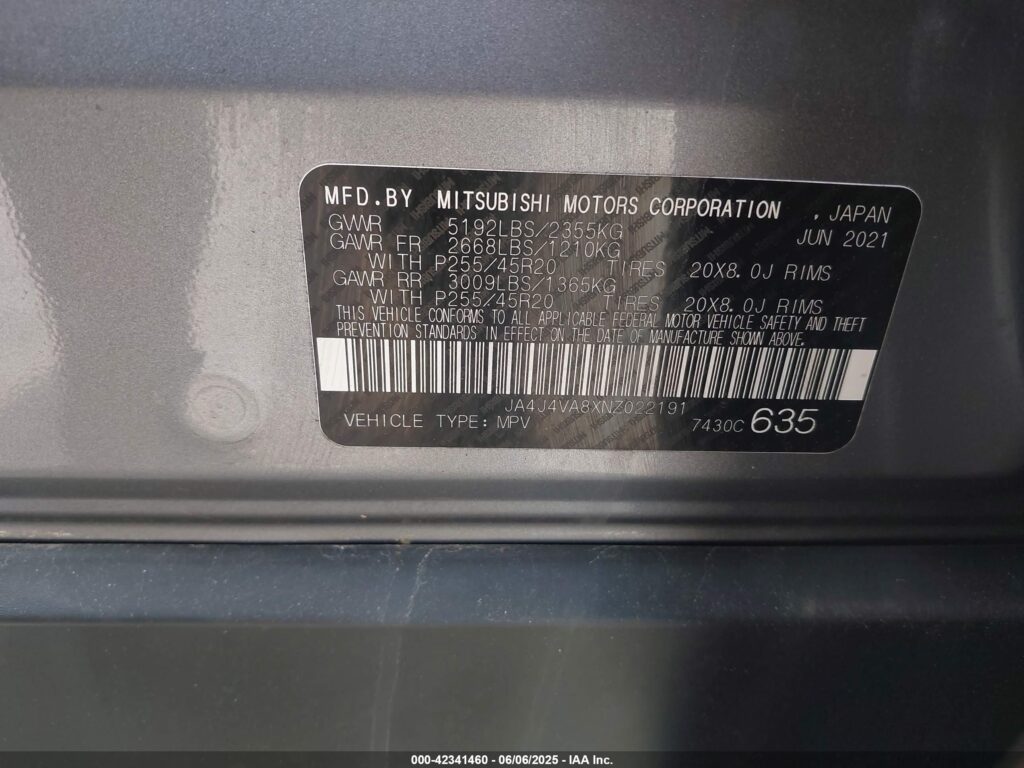 MFD.BY MITSUBISHI MOTORS CORPORATION , JAPAN
GVWR 5192LBS/2355KG JUN 2021
GAWR FR 2668LBS/1210KG
WITH P255/45R20 TIRES 20X8.0J RIMS
GAWR RR 3009LBS/1365KG
WITH P255/45R20 TIRES 20X8.0J RIMS
THIS VEHICLE CONFORMS TO ALL APPLICABLE FEDERAL MOTOR VEHICLE SAFETY AND THEFT
PREVENTION STANDARDS IN EFFECT ON THE DATE OF MANUFACTURE SHOWN ABOVE.
JA4J4VA8XNZ022191
VEHICLE TYPE: MPV 7430C 635
000-42341460 - 06/06/2025 - IAA Inc.